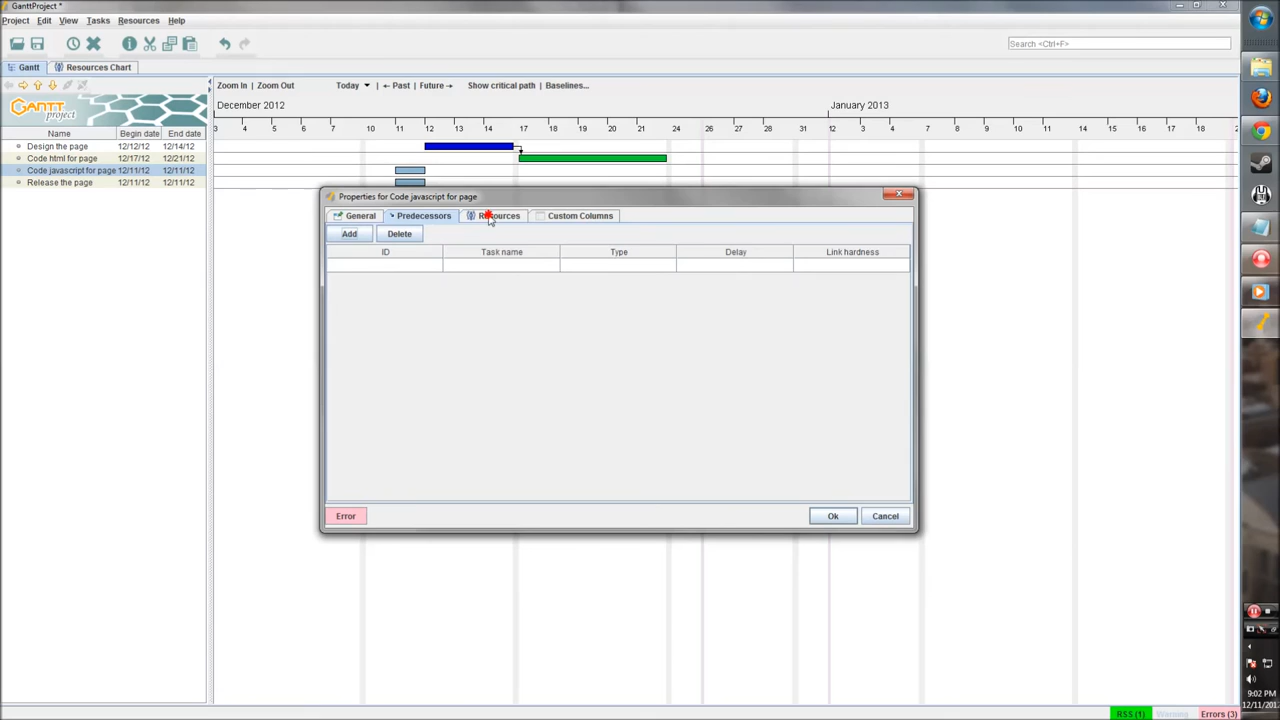 GanttProject *
Project Edit View Tasks Resources Help
Search <Ctrl+F>
Gantt Resources Chart
Zoom In | Zoom Out Today | ← Past | Future → Show critical path | Baselines...
GANTT project
December 2012 January 2013
Name Begin date End date
3 4 5 6 7 10 11 12 13 14 17 18 19 20 21 24 26 27 28 31 2 3 4 7 8 9 10 11 14 15 16 17 18 2
Design the page 12/12/12 12/14/12
Code html for page 12/17/12 12/21/12
Code javascript for page 12/11/12 12/11/12
Release the page 12/11/12 12/11/12
Properties for Code javascript for page
General Predecessors Resources Custom Columns
Add Delete
ID Task name Type Delay Link hardness
Error Ok Cancel
9:02 PM
12/11/201
RSS (1) Warning Errors (3)